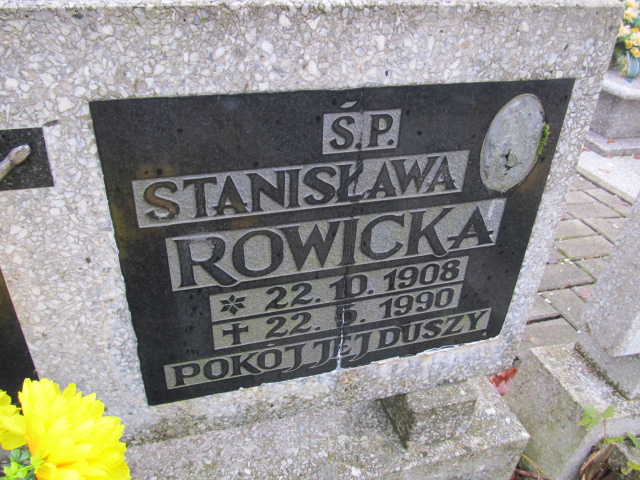 Ś.P.
STANISŁAWA
ROWICKA
* 22.10.1908
✝ 22.5.1990
POKÓJ JEJ DUSZY